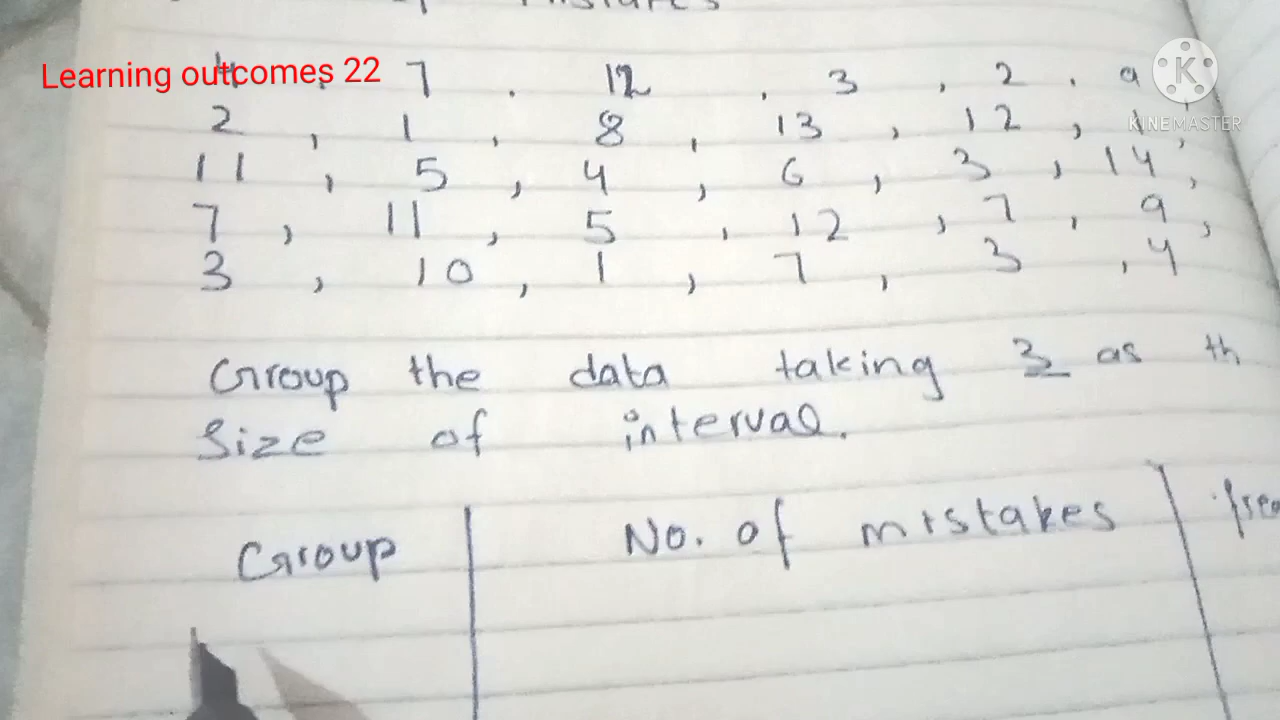 mistakes
Learning outcomes 22
4 , 7 , 12 , 3 , 2 , 9
KINEMASTER
2 , 1 , 8 , 13 , 12 ,
11 , 5 , 4 , 6 , 3 , 14 ,
7 , 11 , 5 , 12 , 7 , 9 ,
3 , 10 , 1 , 7 , 3 , 4
Group the data taking 3 as th
Size of interval.
Group No. of mistakes